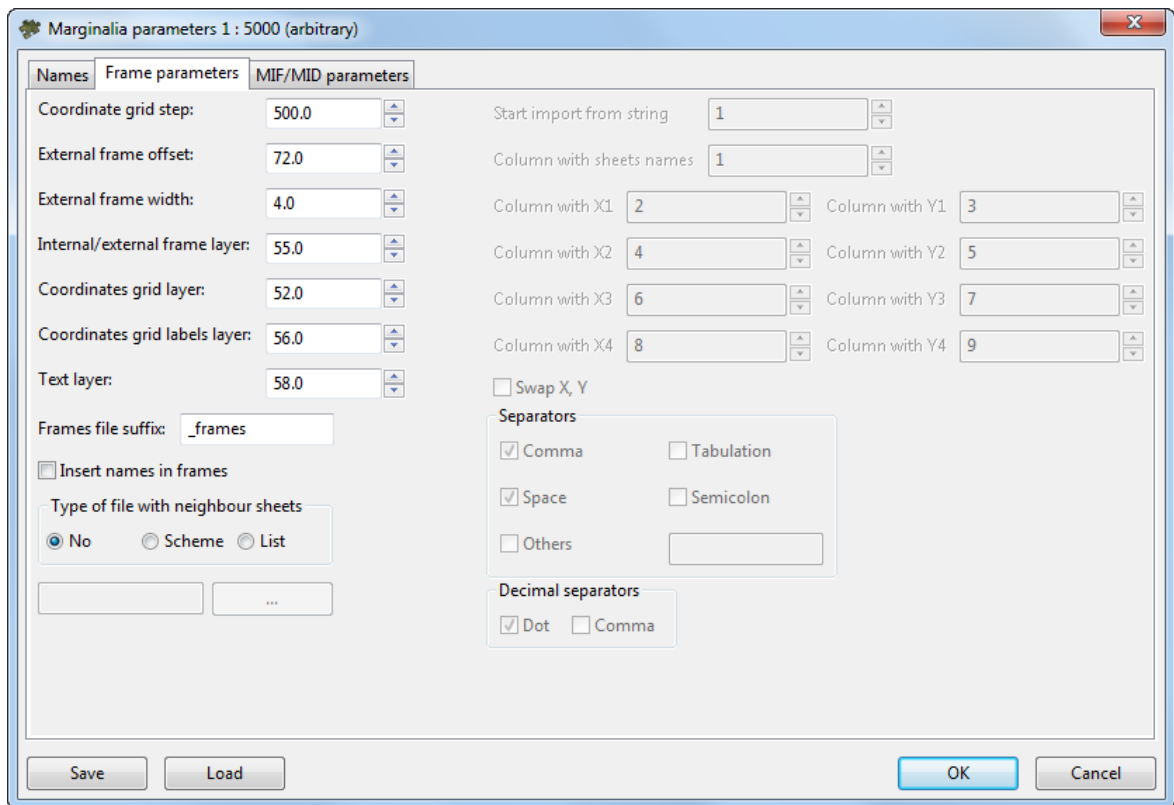 Marginalia parameters 1 : 5000 (arbitrary)
Names Frame parameters MIF/MID parameters
Coordinate grid step: 500.0
External frame offset: 72.0
External frame width: 4.0
Internal/external frame layer: 55.0
Coordinates grid layer: 52.0
Coordinates grid labels layer: 56.0
Text layer: 58.0
Frames file suffix: _frames
Insert names in frames
Type of file with neighbour sheets
No Scheme List
...
Start import from string 1
Column with sheets names 1
Column with X1 2 Column with Y1 3
Column with X2 4 Column with Y2 5
Column with X3 6 Column with Y3 7
Column with X4 8 Column with Y4 9
Swap X, Y
Separators
Comma Tabulation
Space Semicolon
Others
Decimal separators
Dot Comma
Save Load OK Cancel